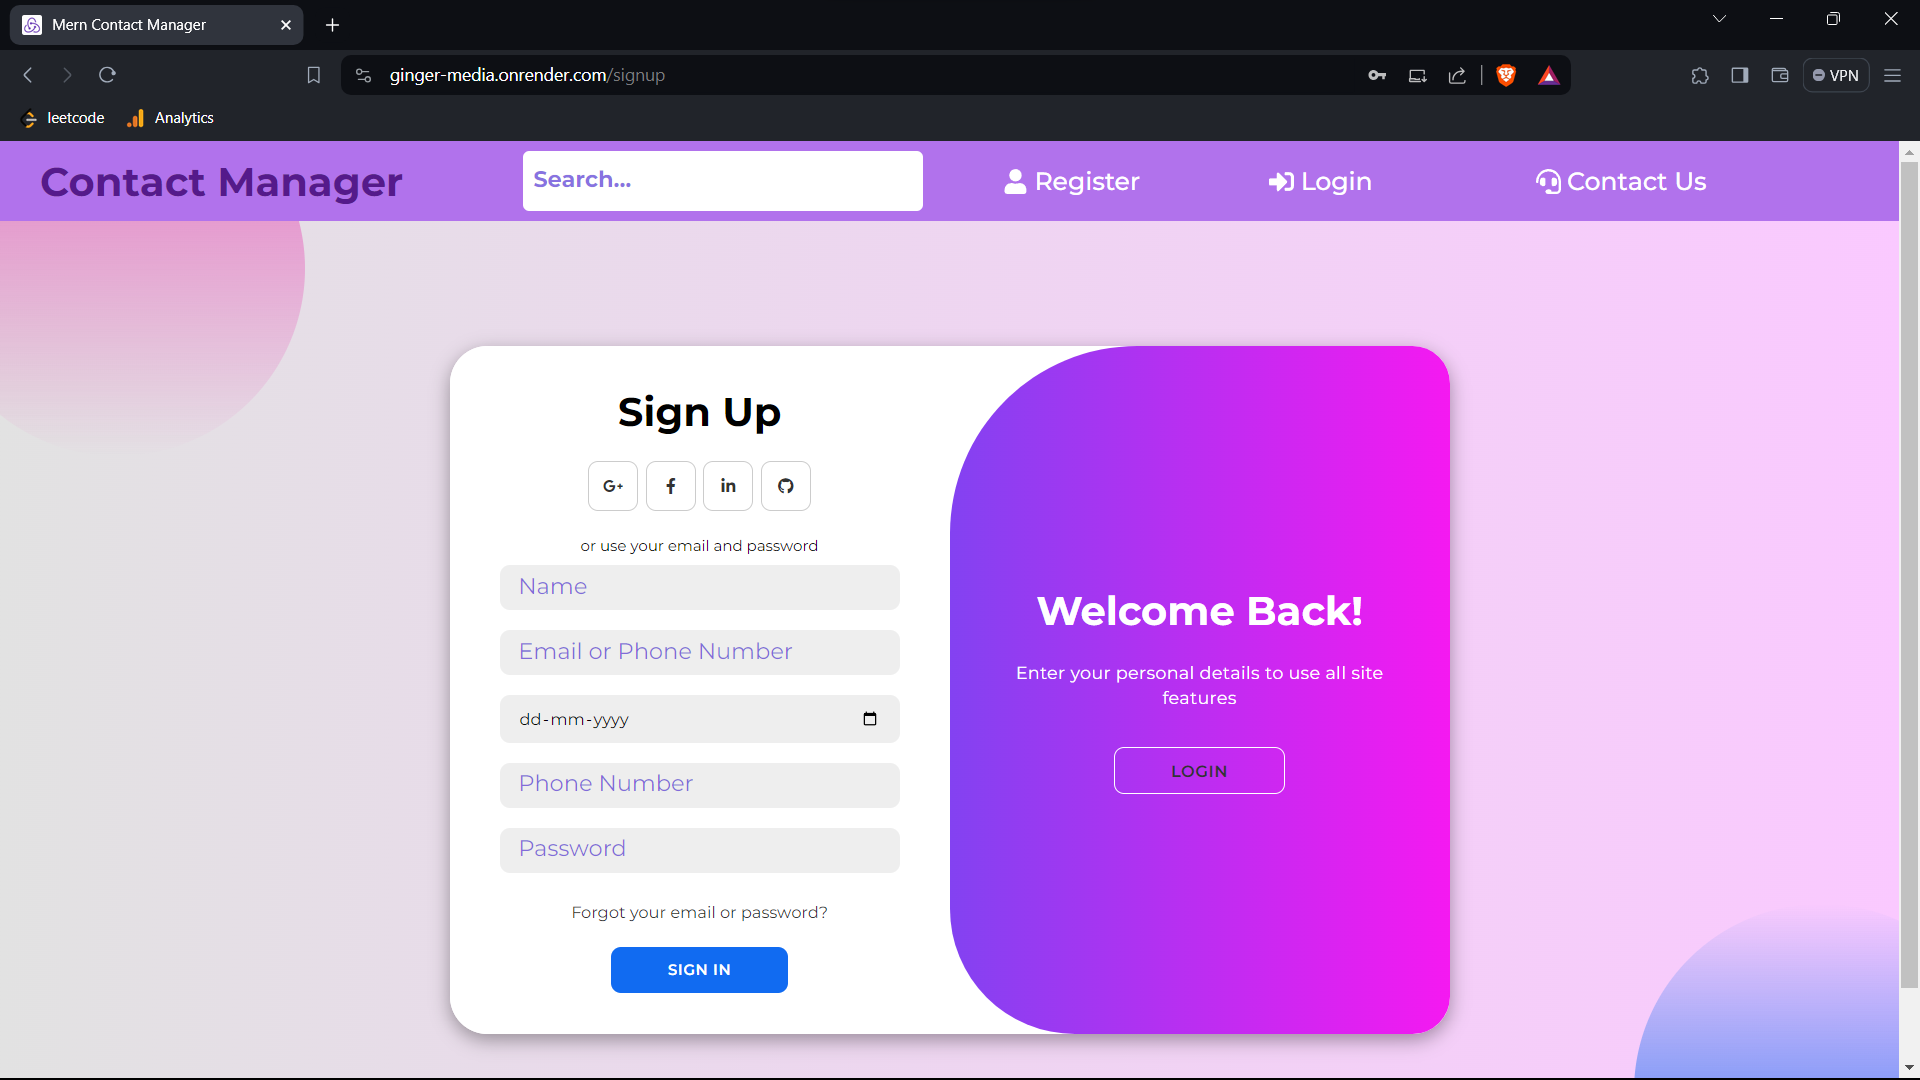 Mern Contact Manager
ginger-media.onrender.com/signup
VPN
leetcode
Analytics
Contact Manager
Search...
Register
Login
Contact Us
Sign Up
G+
f
in
or use your email and password
Name
Email or Phone Number
dd-mm-yyyy
Phone Number
Password
Forgot your email or password?
SIGN IN
Welcome Back!
Enter your personal details to use all site
features
LOGIN